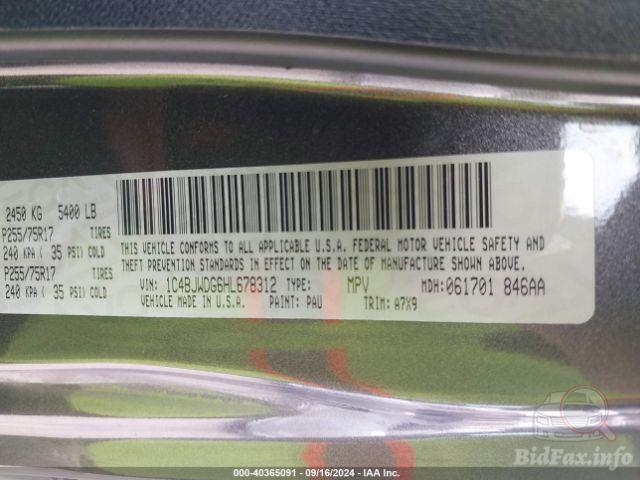 2450 KG 5400 LB
P255/75R17 TIRES
240 KPA ( 35 PSI) COLD
P255/75R17 TIRES
240 KPA ( 35 PSI) COLD
THIS VEHICLE CONFORMS TO ALL APPLICABLE U.S.A. FEDERAL MOTOR VEHICLE SAFETY AND
THEFT PREVENTION STANDARDS IN EFFECT ON THE DATE OF MANUFACTURE SHOWN ABOVE.
VIN: 1C4BJWDG6HL678312 TYPE: MPV MDH: 061701 846AA
VEHICLE MADE IN U.S.A. PAINT: PAU TRIM: A7X9
BidFax.info
000-40365091 - 09/16/2024 - IAA Inc.